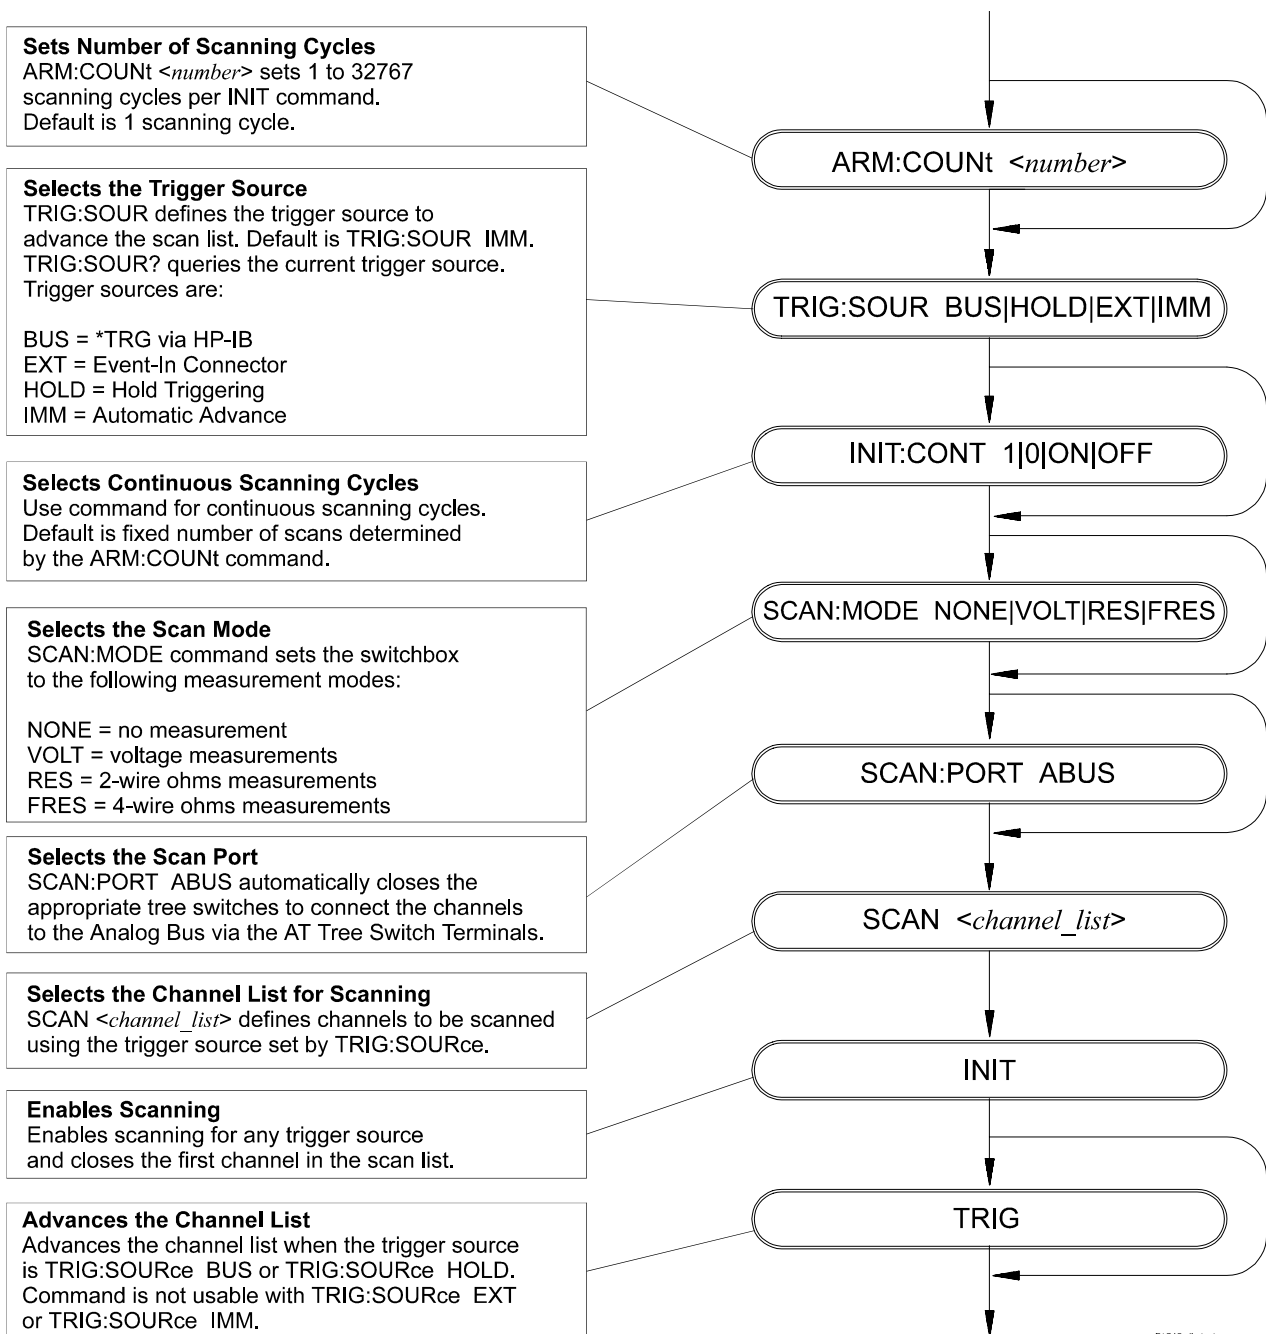 Sets Number of Scanning Cycles
ARM:COUNt <number> sets 1 to 32767
scanning cycles per INIT command.
Default is 1 scanning cycle.
ARM:COUNt <number>
Selects the Trigger Source
TRIG:SOUR defines the trigger source to
advance the scan list. Default is TRIG:SOUR IMM.
TRIG:SOUR? queries the current trigger source.
Trigger sources are:
BUS = *TRG via HP-IB
EXT = Event-In Connector
HOLD = Hold Triggering
IMM = Automatic Advance
TRIG:SOUR BUS|HOLD|EXT|IMM
Selects Continuous Scanning Cycles
Use command for continuous scanning cycles.
Default is fixed number of scans determined
by the ARM:COUNt command.
INIT:CONT 1|0|ON|OFF
Selects the Scan Mode
SCAN:MODE command sets the switchbox
to the following measurement modes:
NONE = no measurement
VOLT = voltage measurements
RES = 2-wire ohms measurements
FRES = 4-wire ohms measurements
SCAN:MODE NONE|VOLT|RES|FRES
Selects the Scan Port
SCAN:PORT ABUS automatically closes the
appropriate tree switches to connect the channels
to the Analog Bus via the AT Tree Switch Terminals.
SCAN:PORT ABUS
Selects the Channel List for Scanning
SCAN <channel_list> defines channels to be scanned
using the trigger source set by TRIG:SOURce.
SCAN <channel_list>
Enables Scanning
Enables scanning for any trigger source
and closes the first channel in the scan list.
INIT
Advances the Channel List
Advances the channel list when the trigger source
is TRIG:SOURce BUS or TRIG:SOURce HOLD.
Command is not usable with TRIG:SOURce EXT
or TRIG:SOURce IMM.
TRIG